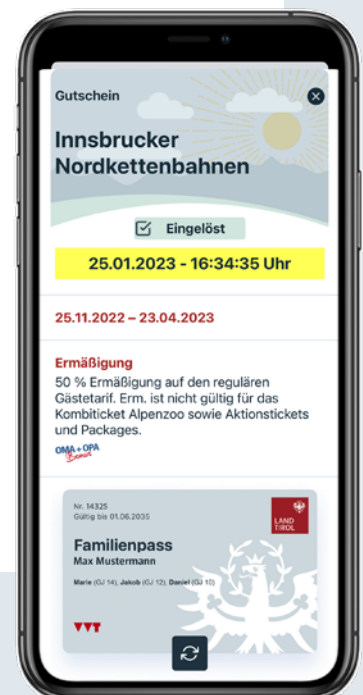 Gutschein
Innsbrucker
Nordkettenbahnen
Eingelöst
25.01.2023 - 16:34:35 Uhr
25.11.2022 – 23.04.2023
Ermäßigung
50 % Ermäßigung auf den regulären
Gästetarif. Erm. ist nicht gültig für das
Kombiticket Alpenzoo sowie Aktionstickets
und Packages.
OMA+OPA
Bonus
Nr. 14325
Gültig bis 01.06.2035
LAND
TIROL
Familienpass
Max Mustermann
Marie (GJ 14), Jakob (GJ 12), Daniel (GJ 10)
VVT